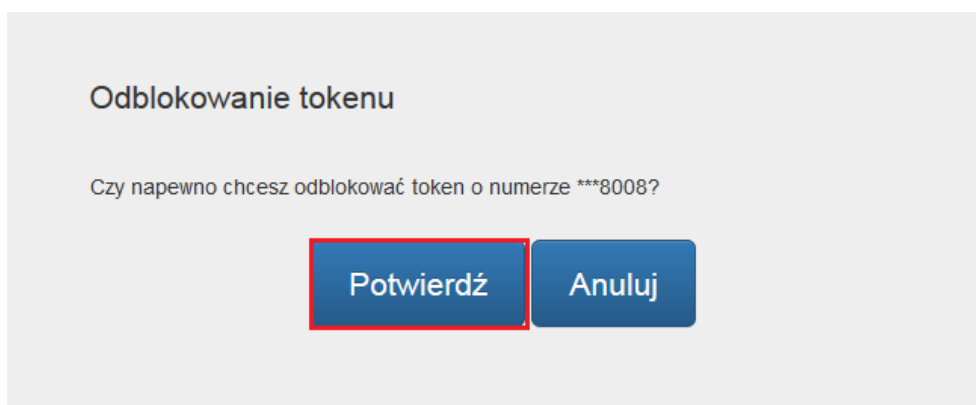 Odblokowanie tokenu
Czy napewno chcesz odblokować token o numerze ***8008?
Potwierdź Anuluj